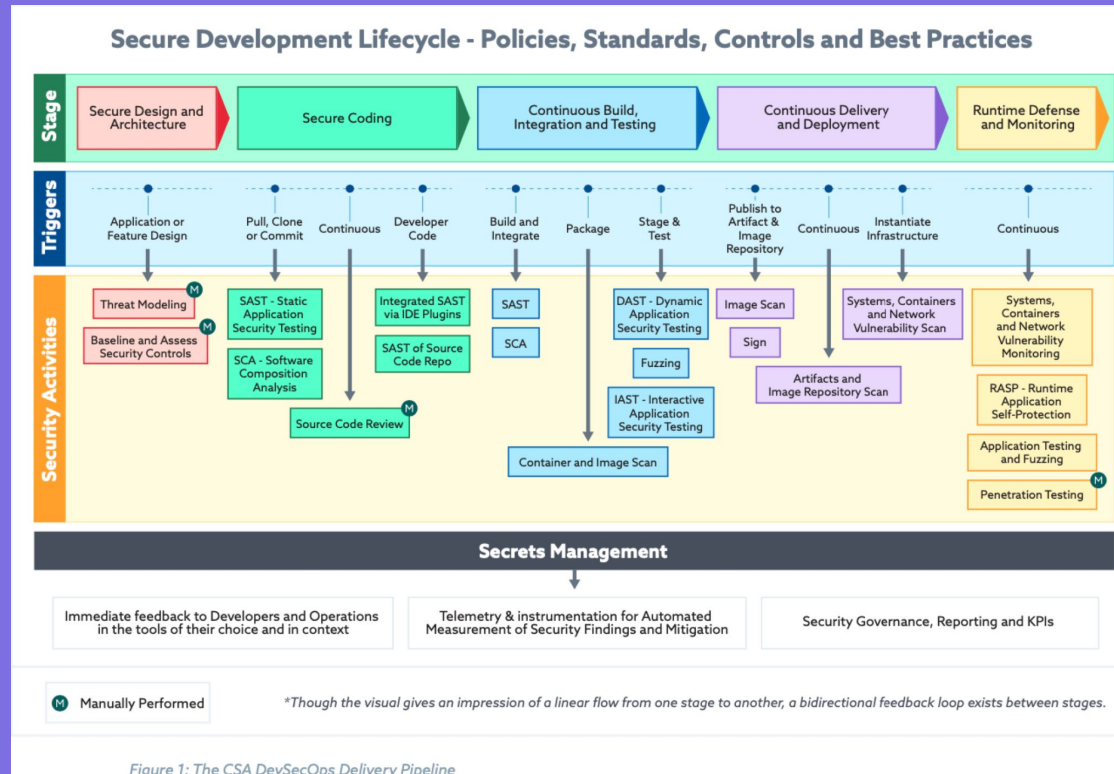 Secure Development Lifecycle - Policies, Standards, Controls and Best Practices
Stage
Secure Design and
Architecture
Secure Coding
Continuous Build,
Integration and Testing
Continuous Delivery
and Deployment
Runtime Defense
and Monitoring
Triggers
Application or
Feature Design
Pull, Clone
or Commit
Continuous
Developer
Code
Build and
Integrate
Package
Stage &
Test
Publish to
Artifact &
Image
Repository
Continuous
Instantiate
Infrastructure
Continuous
Security Activities
Threat Modeling
M
Baseline and Assess
Security Controls
M
SAST - Static
Application
Security Testing
SCA - Software
Composition
Analysis
Source Code Review
M
Integrated SAST
via IDE Plugins
SAST of Source
Code Repo
SAST
SCA
Container and Image Scan
DAST - Dynamic
Application
Security Testing
Fuzzing
IAST - Interactive
Application
Security Testing
Image Scan
Sign
Artifacts and
Image Repository Scan
Systems, Containers
and Network
Vulnerability Scan
Systems,
Containers
and Network
Vulnerability
Monitoring
RASP - Runtime
Application
Self-Protection
Application Testing
and Fuzzing
Penetration Testing
M
Secrets Management
Immediate feedback to Developers and Operations
in the tools of their choice and in context
Telemetry & instrumentation for Automated
Measurement of Security Findings and Mitigation
Security Governance, Reporting and KPIs
M Manually Performed
*Though the visual gives an impression of a linear flow from one stage to another, a bidirectional feedback loop exists between stages.
Figure 1: The CSA DevSecOps Delivery Pipeline